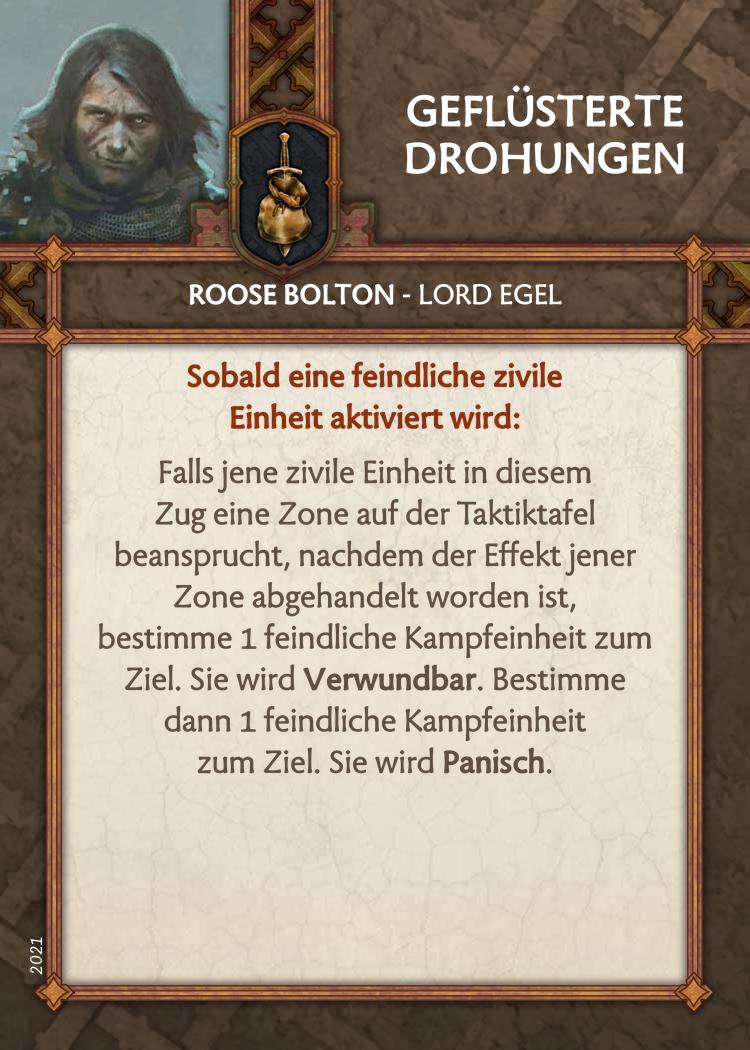 GEFLÜSTERTE
DROHUNGEN
ROOSE BOLTON - LORD EGEL
Sobald eine feindliche zivile
Einheit aktiviert wird:
Falls jene zivile Einheit in diesem
Zug eine Zone auf der Taktiktafel
beansprucht, nachdem der Effekt jener
Zone abgehandelt worden ist,
bestimme 1 feindliche Kampfeinheit zum
Ziel. Sie wird Verwundbar. Bestimme
dann 1 feindliche Kampfeinheit
zum Ziel. Sie wird Panisch.
2021